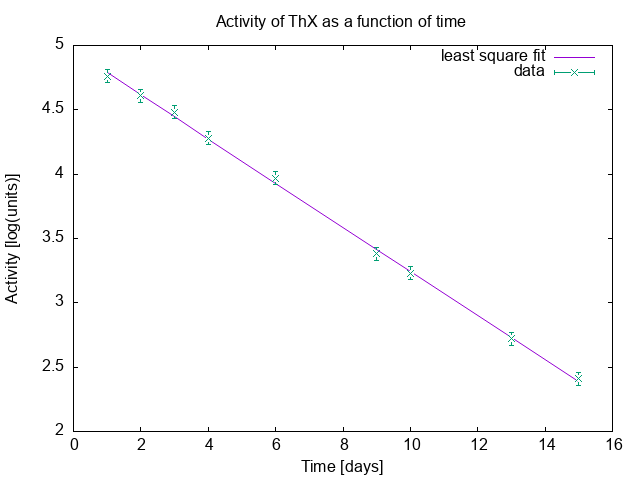 Activity of ThX as a function of time
least square fit
data
5
4.5
4
3.5
3
2.5
2
Activity [log(units)]
0 2 4 6 8 10 12 14 16
Time [days]